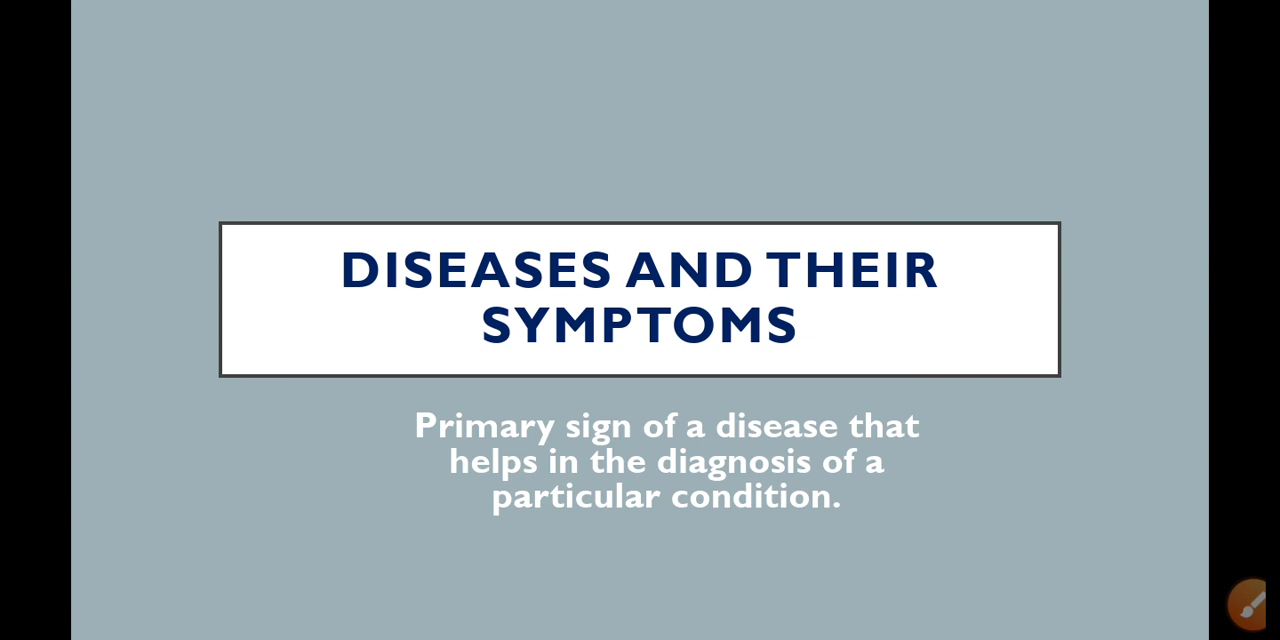 DISEASES AND THEIR
SYMPTOMS
Primary sign of a disease that
helps in the diagnosis of a
particular condition.